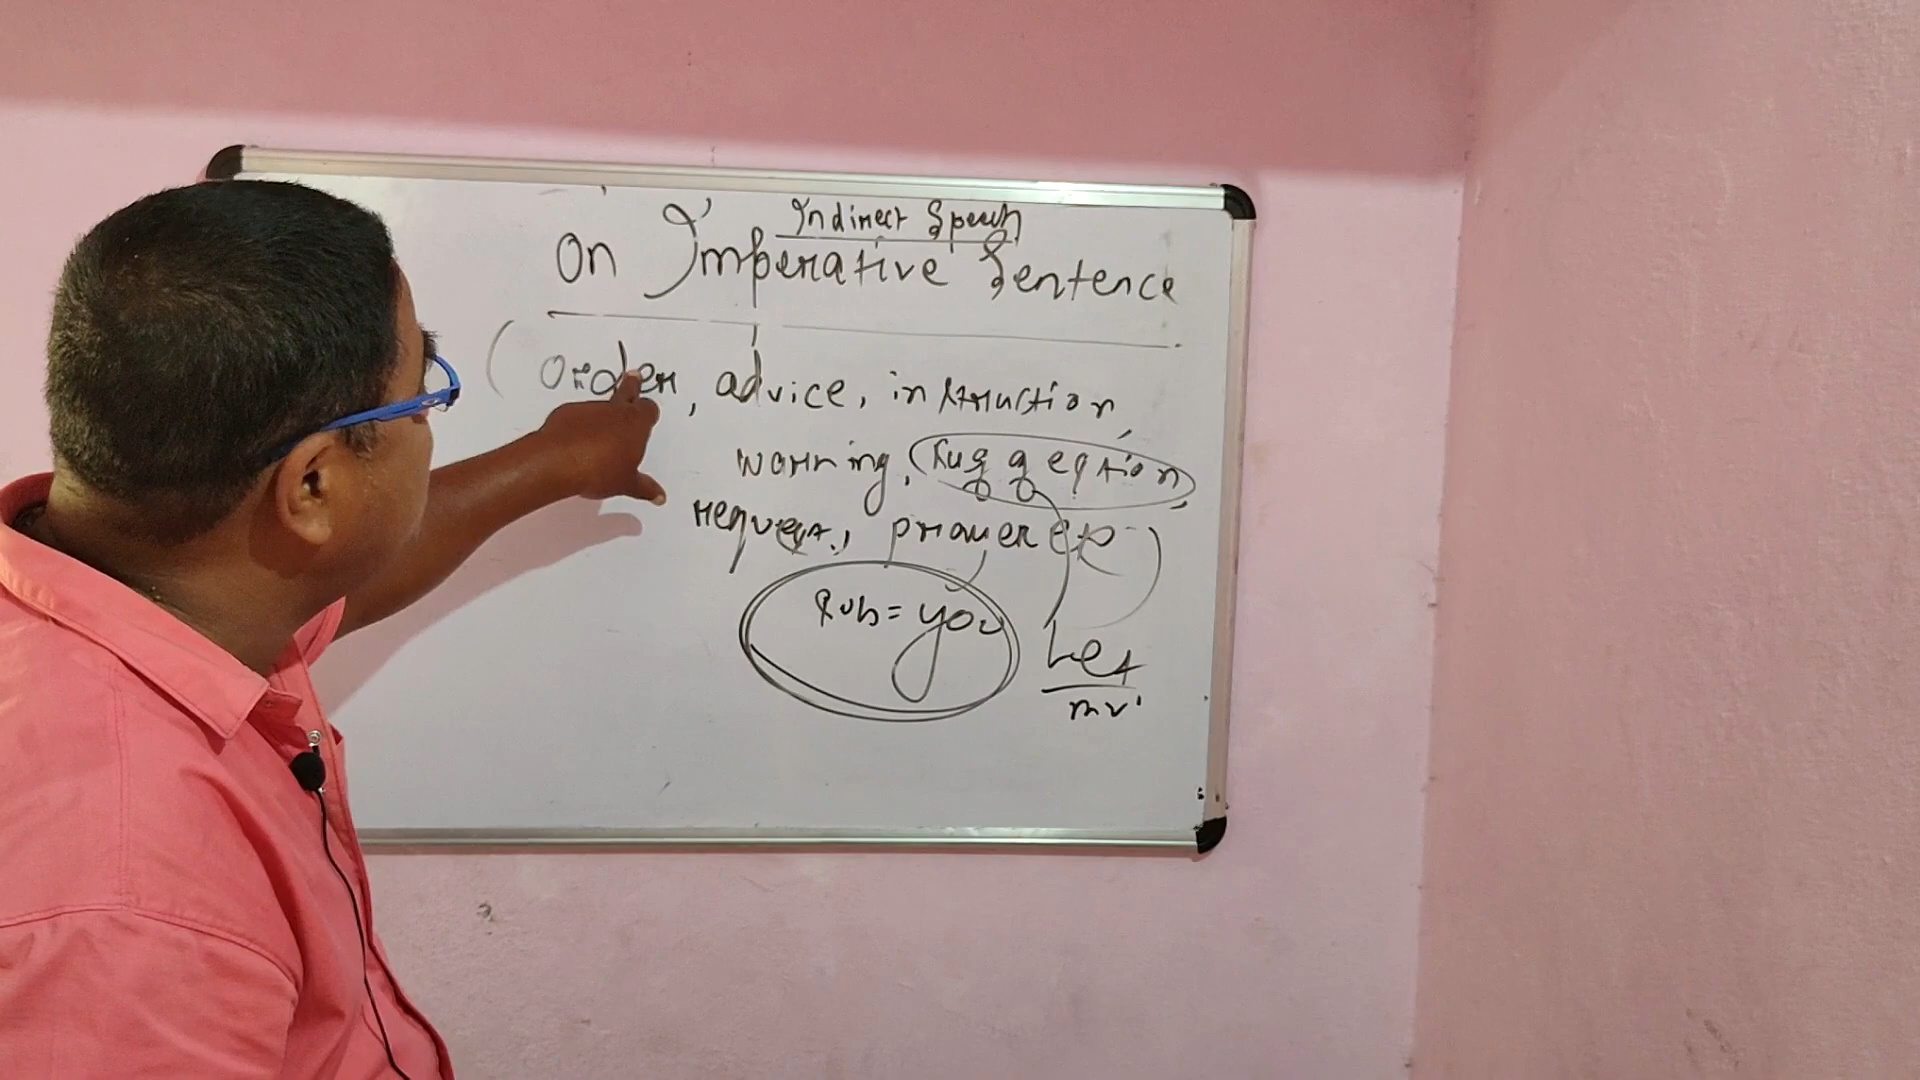 Indirect Speech
On Imperative Sentence
(Order, advice, instruction,
warning, Suggestion,
request, prayer etc)
Sub = you
Let
mv